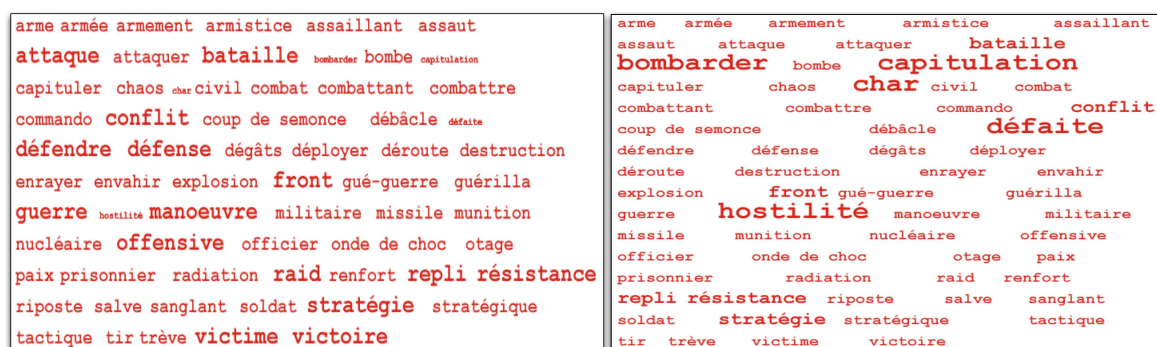 arme armée armement armistice assaillant assaut
attaque attaquer bataille bombarder bombe capitulation
capituler chaos char civil combat combattant combattre
commando conflit coup de semonce débâcle défaite
défendre défense dégâts déployer déroute destruction
enrayer envahir explosion front gué-guerre guérilla
guerre hostilité manoeuvre militaire missile munition
nucléaire offensive officier onde de choc otage
paix prisonnier radiation raid renfort repli résistance
riposte salve sanglant soldat stratégie stratégique
tactique tir trève victime victoire
arme armée armement armistice assaillant
assaut attaque attaquer bataille
bombarder bombe capitulation
capituler chaos char civil combat
combattant combattre commando conflit
coup de semonce débâcle défaite
défendre défense dégâts déployer
déroute destruction enrayer envahir
explosion front gué-guerre guérilla
guerre hostilité manoeuvre militaire
missile munition nucléaire offensive
officier onde de choc otage paix
prisonnier radiation raid renfort
repli résistance riposte salve sanglant
soldat stratégie stratégique tactique
tir trève victime victoire